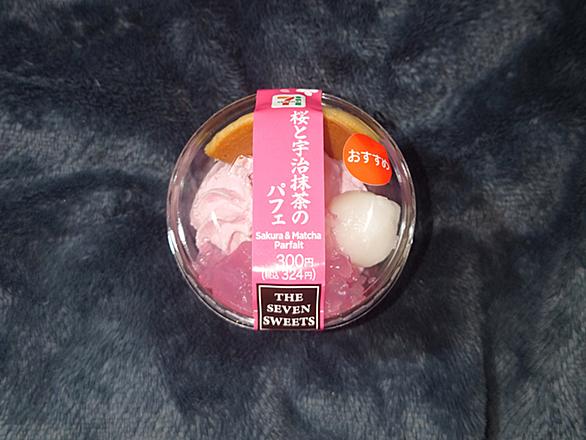 桜と宇治抹茶の
パフェ
Sakura & Matcha
Parfait
300円
(税込 324円)
THE
SEVEN
SWEETS
おすすめ